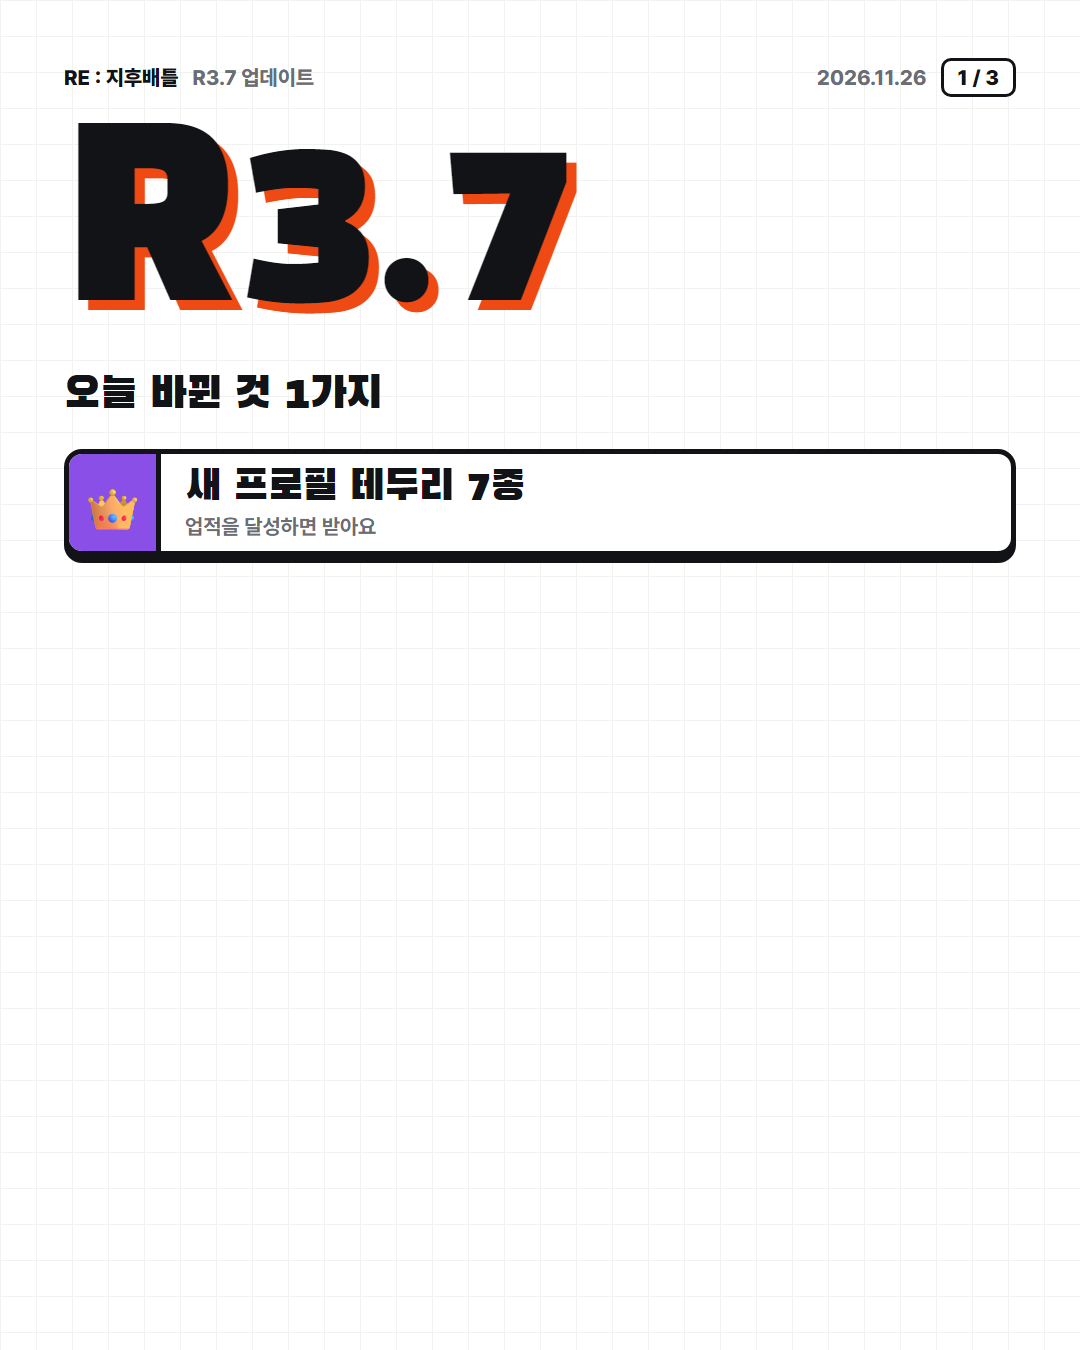 RE : 지후배틀 R3.7 업데이트 2026.11.26 1 / 3
R3.7
오늘 바뀐 것 1가지
새 프로필 테두리 7종
업적을 달성하면 받아요